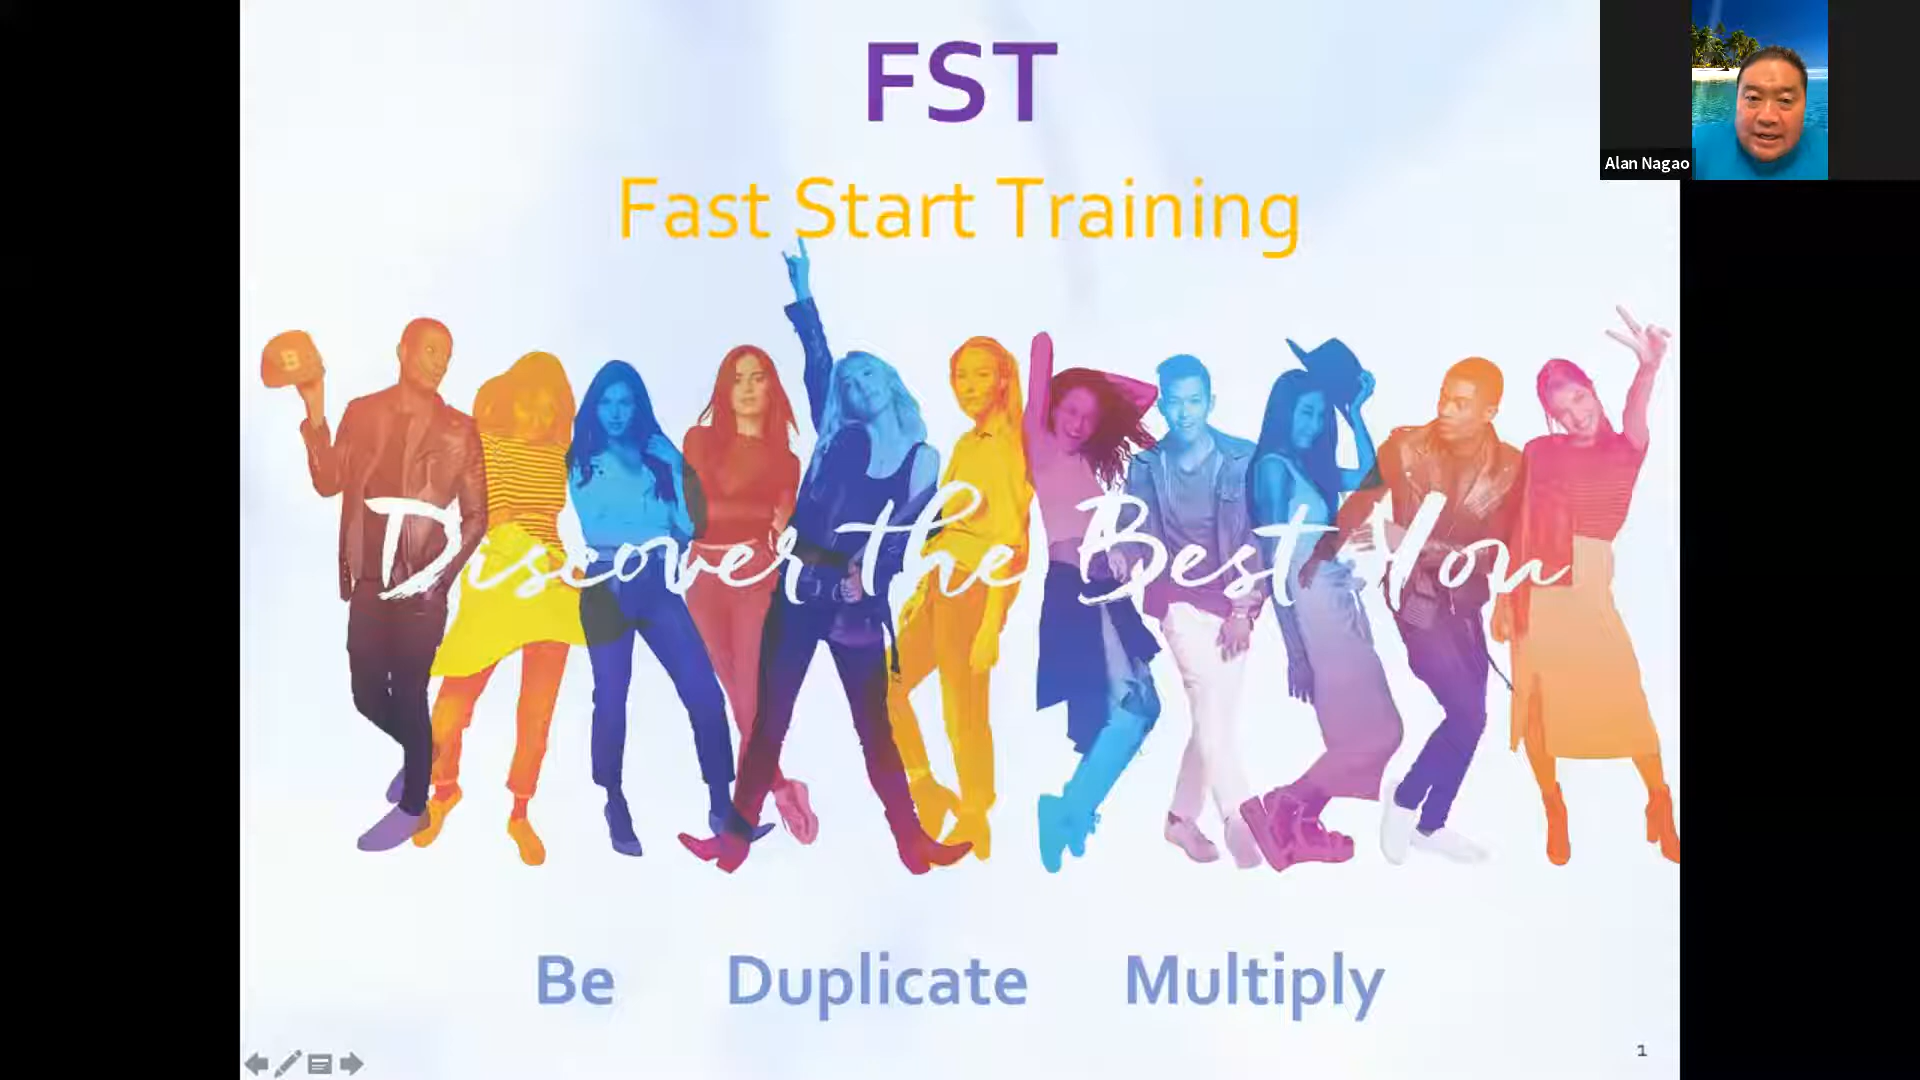 FST
Fast Start Training
Alan Nagao
Discover the Best You
Be Duplicate Multiply
1